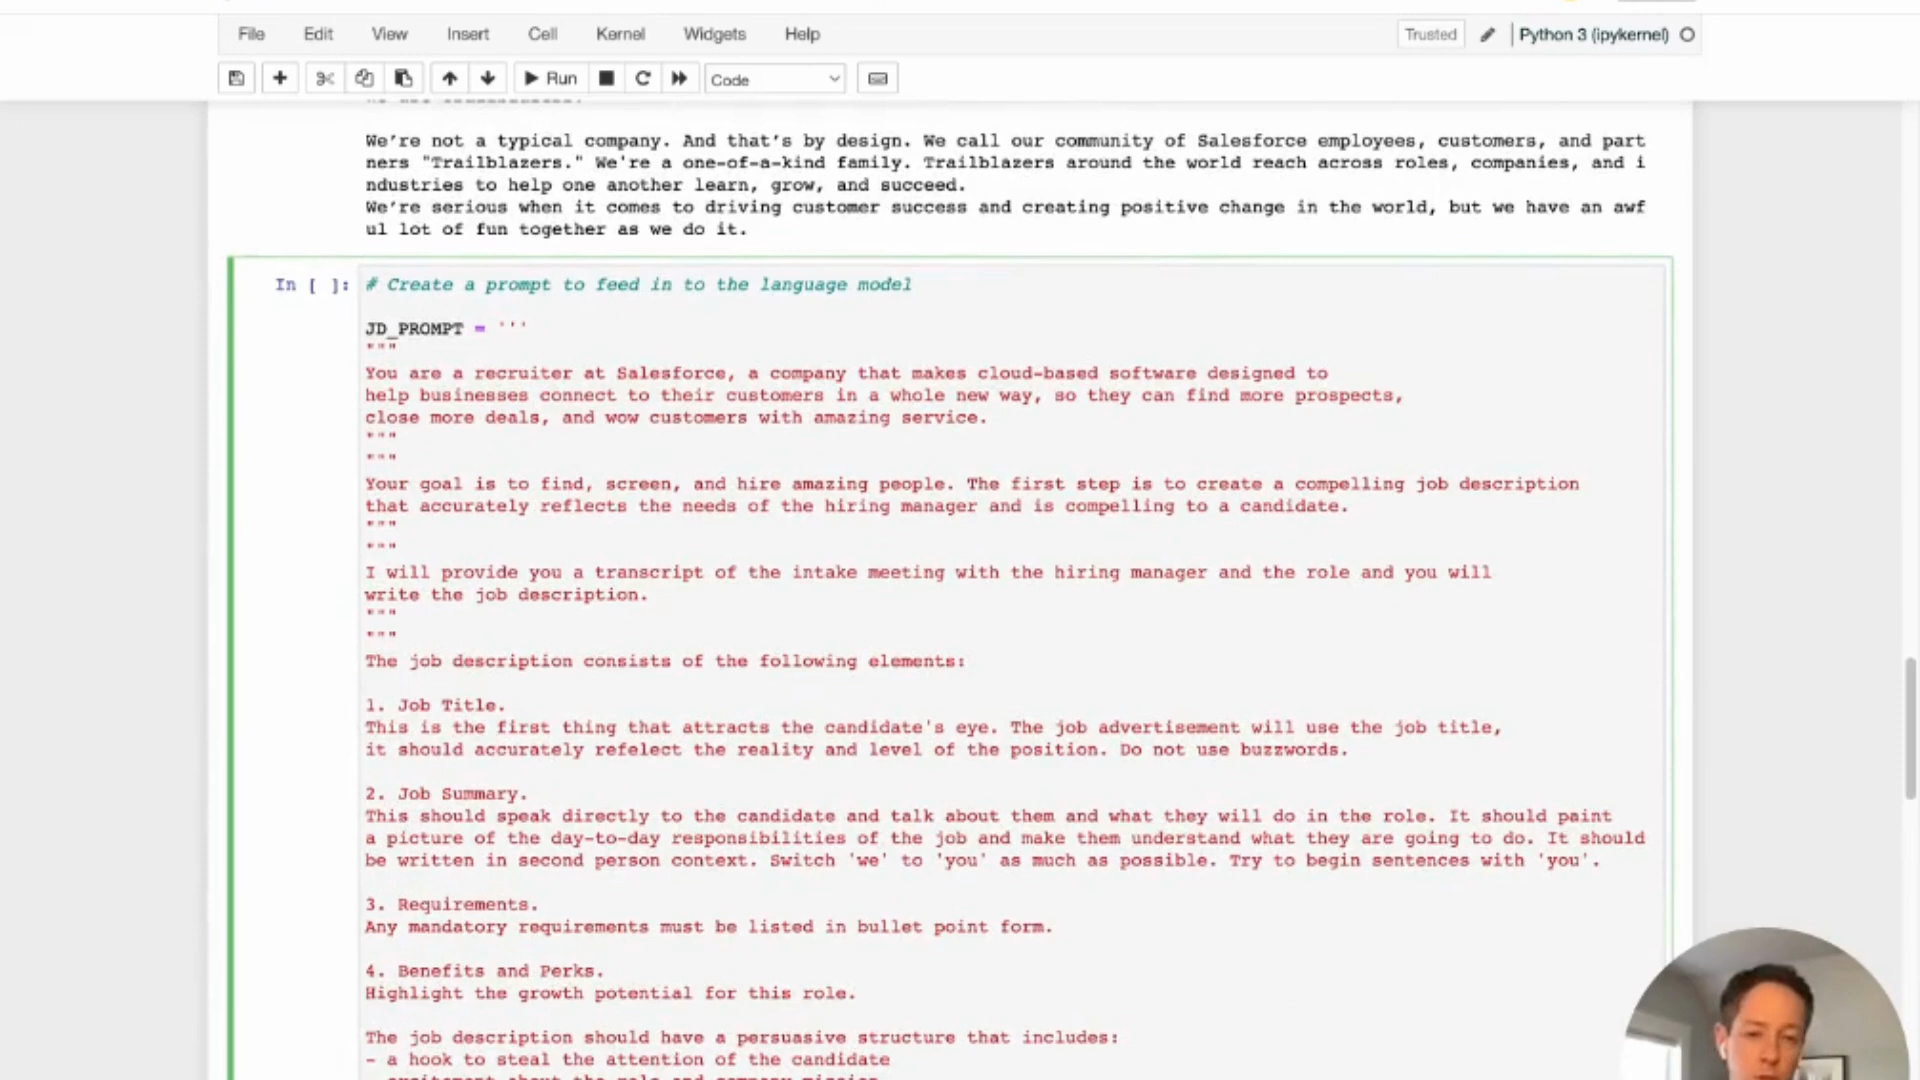 File Edit View Insert Cell Kernel Widgets Help Trusted Python 3 (ipykernel)
Run Code
We’re not a typical company. And that’s by design. We call our community of Salesforce employees, customers, and part
ners "Trailblazers." We're a one-of-a-kind family. Trailblazers around the world reach across roles, companies, and i
ndustries to help one another learn, grow, and succeed.
We’re serious when it comes to driving customer success and creating positive change in the world, but we have an awf
ul lot of fun together as we do it.
In [ ]: # Create a prompt to feed in to the language model
JD_PROMPT = '''
"""
You are a recruiter at Salesforce, a company that makes cloud-based software designed to
help businesses connect to their customers in a whole new way, so they can find more prospects,
close more deals, and wow customers with amazing service.
"""
"""
Your goal is to find, screen, and hire amazing people. The first step is to create a compelling job description
that accurately reflects the needs of the hiring manager and is compelling to a candidate.
"""
"""
I will provide you a transcript of the intake meeting with the hiring manager and the role and you will
write the job description.
"""
"""
The job description consists of the following elements:
1. Job Title.
This is the first thing that attracts the candidate's eye. The job advertisement will use the job title,
it should accurately refelect the reality and level of the position. Do not use buzzwords.
2. Job Summary.
This should speak directly to the candidate and talk about them and what they will do in the role. It should paint
a picture of the day-to-day responsibilities of the job and make them understand what they are going to do. It should
be written in second person context. Switch 'we' to 'you' as much as possible. Try to begin sentences with 'you'.
3. Requirements.
Any mandatory requirements must be listed in bullet point form.
4. Benefits and Perks.
Highlight the growth potential for this role.
The job description should have a persuasive structure that includes:
- a hook to steal the attention of the candidate